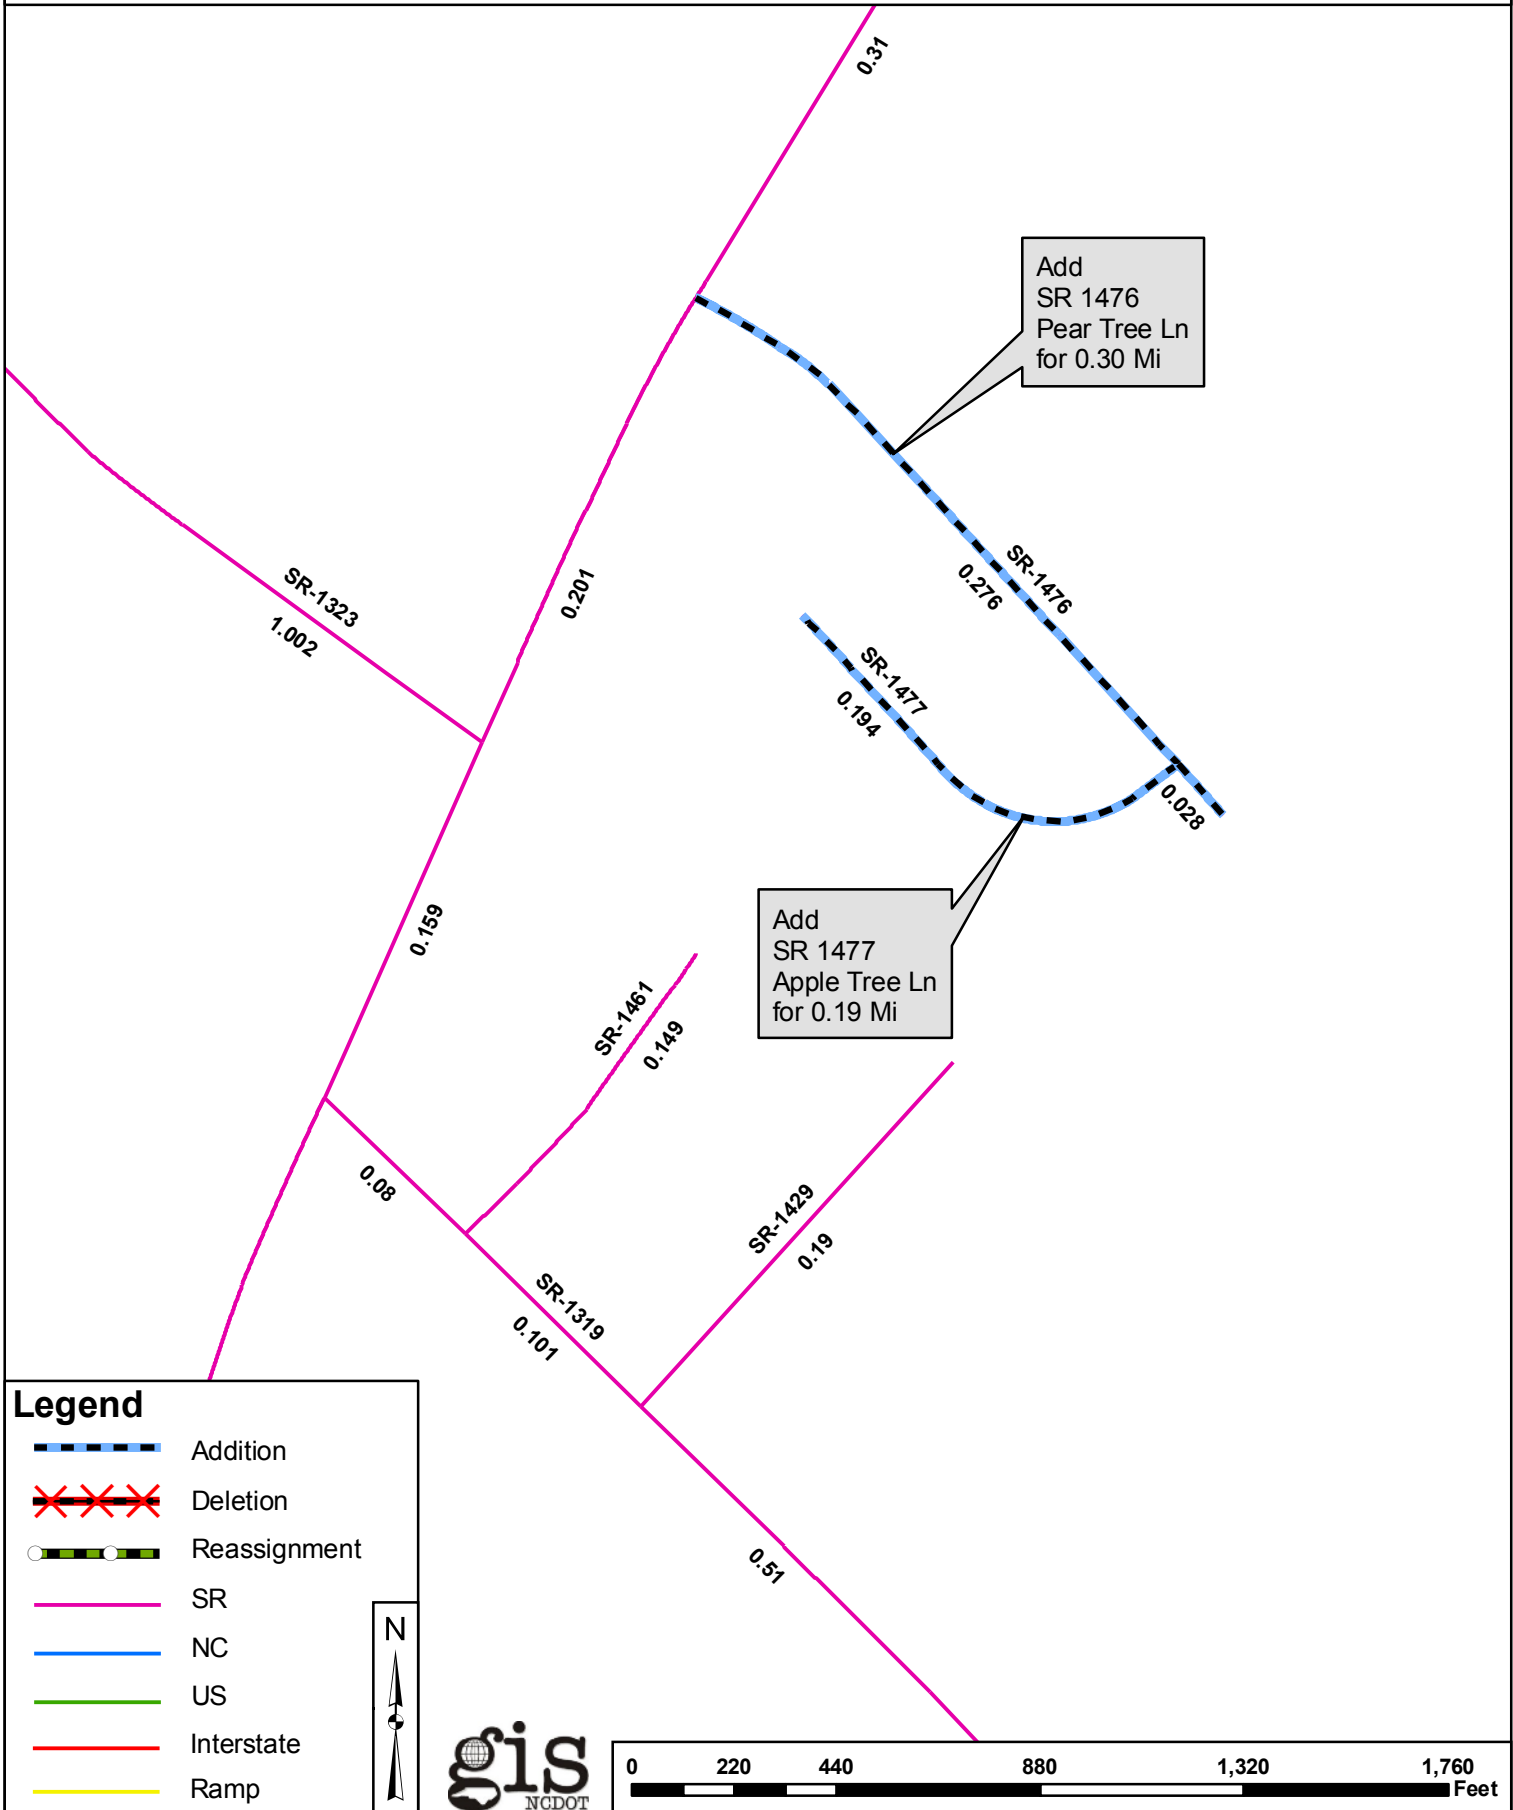 0.31
Add
SR 1476
Pear Tree Ln
for 0.30 Mi
SR-1476
0.276
0.201
SR-1323
1.002
SR-1477
0.194
0.028
Add
SR 1477
Apple Tree Ln
for 0.19 Mi
0.159
SR-1461
0.149
0.08
SR-1429
0.19
SR-1319
0.101
0.51
Legend
Addition
Deletion
Reassignment
SR
NC
US
Interstate
Ramp
N
gis
NCDOT
0 220 440 880 1,320 1,760
Feet